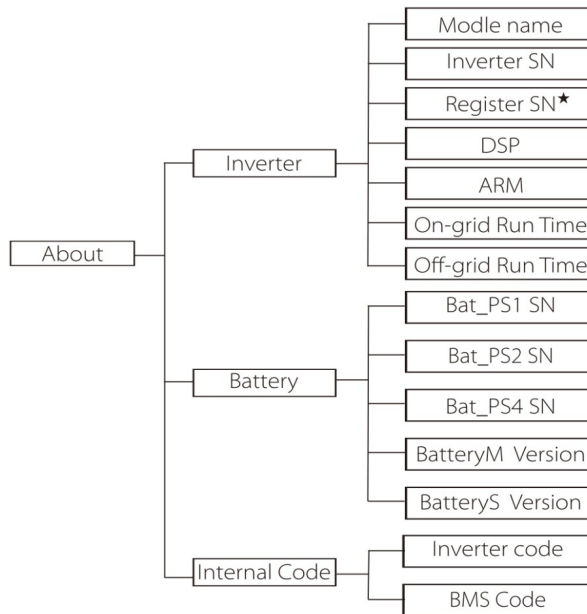 Modle name
Inverter SN
Register SN★
DSP
Inverter
ARM
On-grid Run Time
About
Off-grid Run Time
Bat_PS1 SN
Bat_PS2 SN
Battery
Bat_PS4 SN
BatteryM Version
BatteryS Version
Inverter code
Internal Code
BMS Code